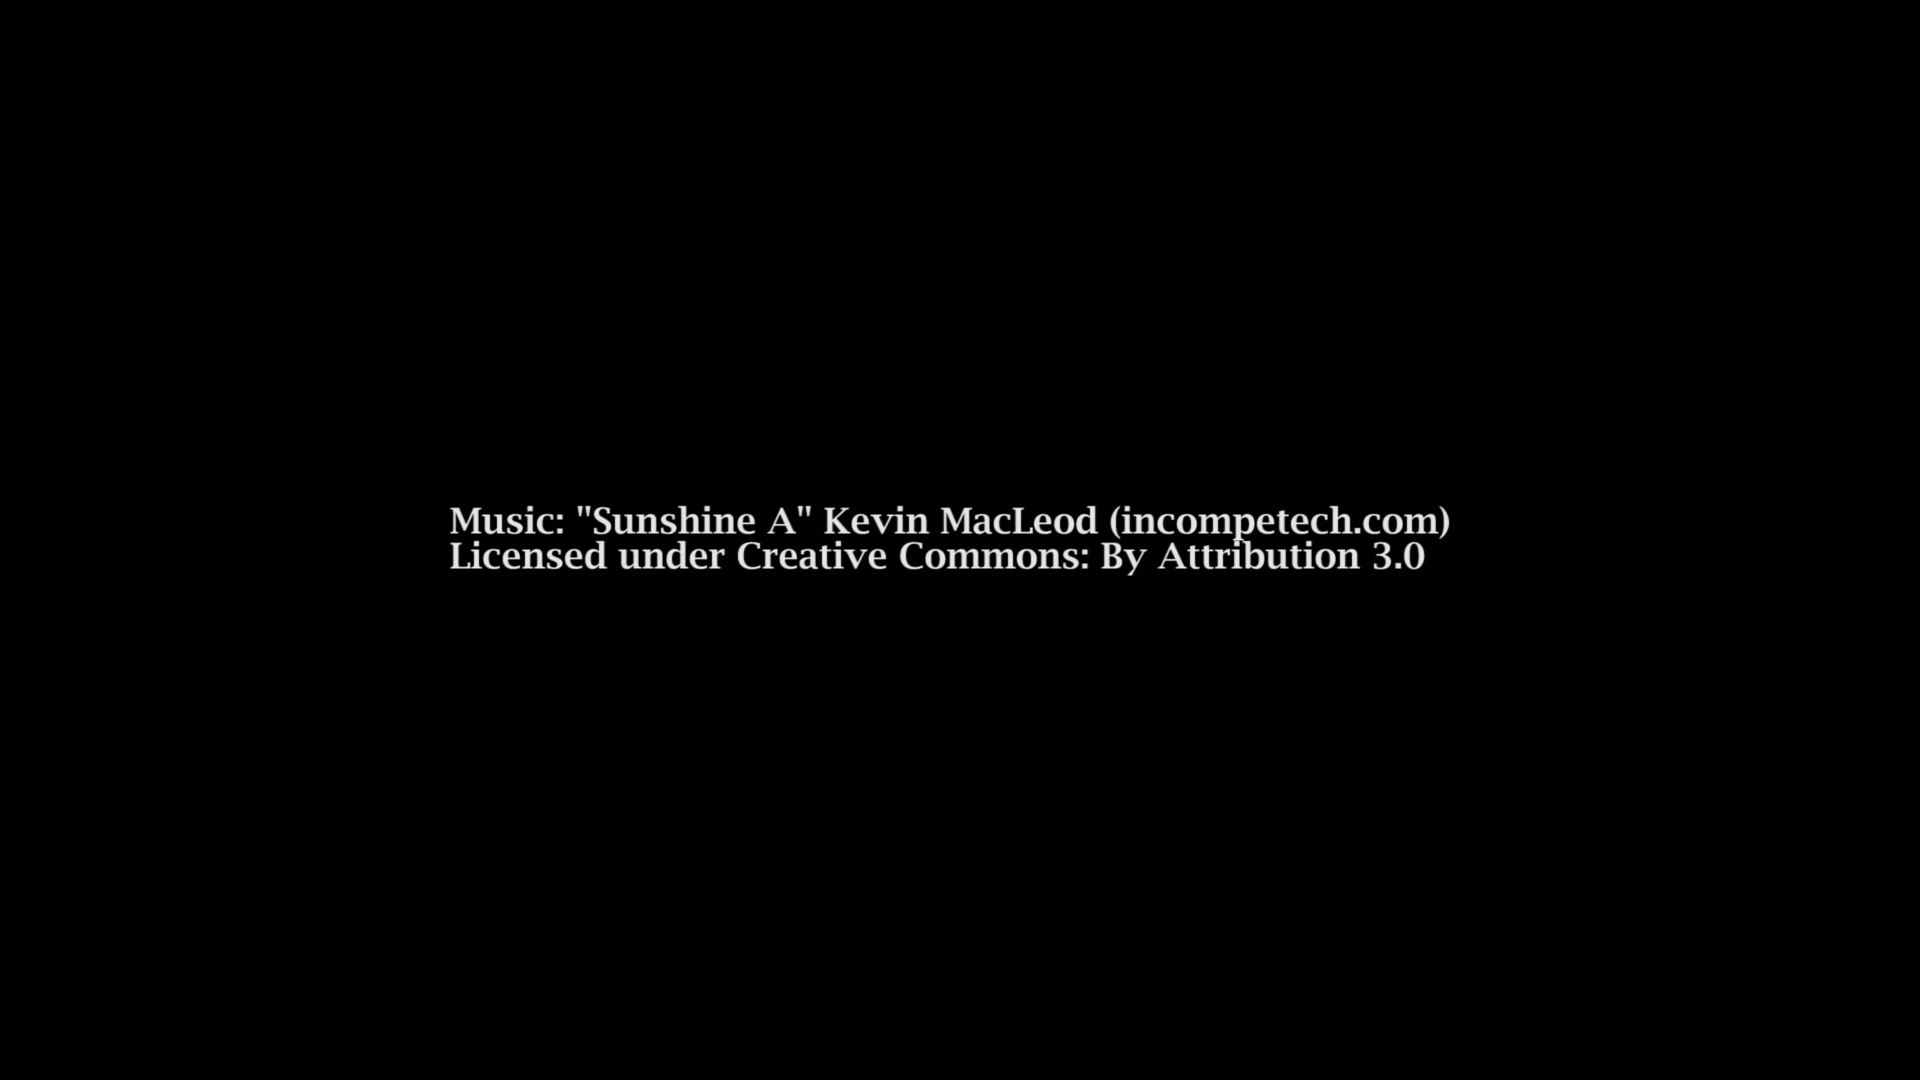 Music: "Sunshine A" Kevin MacLeod (incompetech.com)
Licensed under Creative Commons: By Attribution 3.0